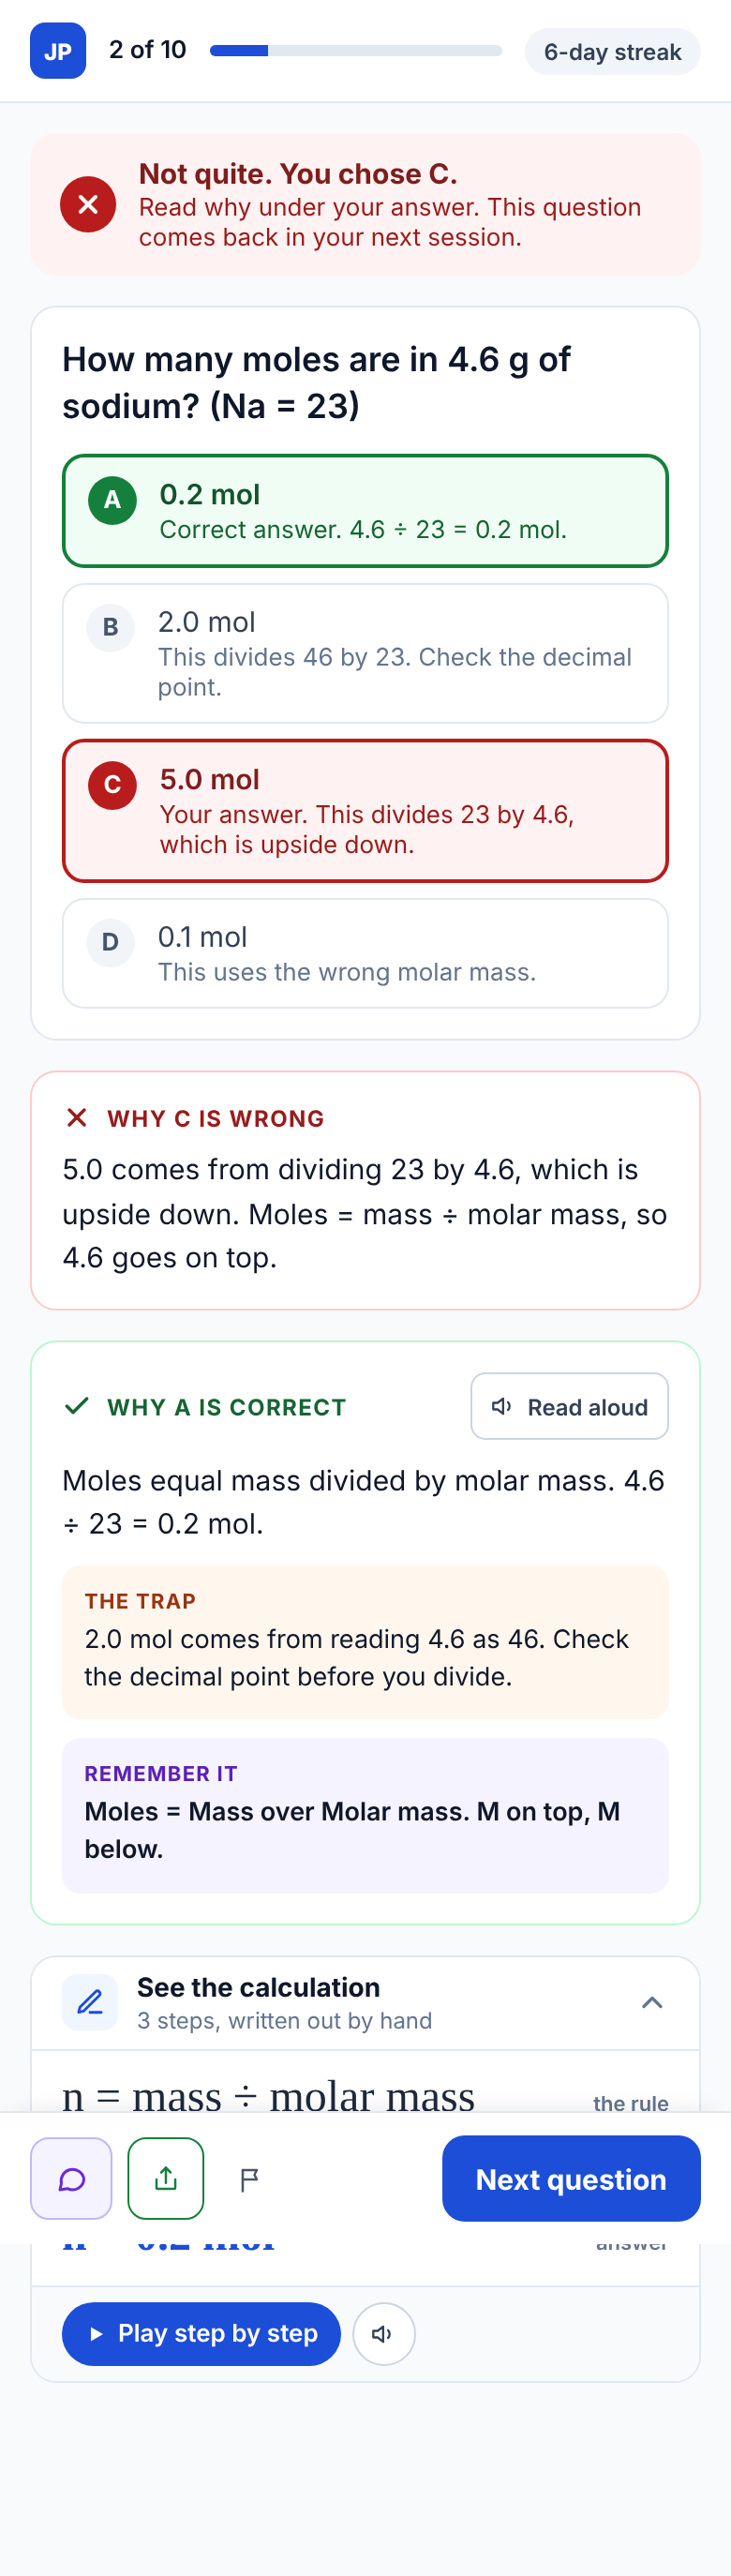 JP 2 of 10 6-day streak
Not quite. You chose C.
Read why under your answer. This question
comes back in your next session.
How many moles are in 4.6 g of
sodium? (Na = 23)
A 0.2 mol
Correct answer. 4.6 ÷ 23 = 0.2 mol.
B 2.0 mol
This divides 46 by 23. Check the decimal
point.
C 5.0 mol
Your answer. This divides 23 by 4.6,
which is upside down.
D 0.1 mol
This uses the wrong molar mass.
WHY C IS WRONG
5.0 comes from dividing 23 by 4.6, which is
upside down. Moles = mass ÷ molar mass, so
4.6 goes on top.
WHY A IS CORRECT Read aloud
Moles equal mass divided by molar mass. 4.6
÷ 23 = 0.2 mol.
THE TRAP
2.0 mol comes from reading 4.6 as 46. Check
the decimal point before you divide.
REMEMBER IT
Moles = Mass over Molar mass. M on top, M
below.
See the calculation
3 steps, written out by hand
n = mass ÷ molar mass the rule
Next question
Play step by step